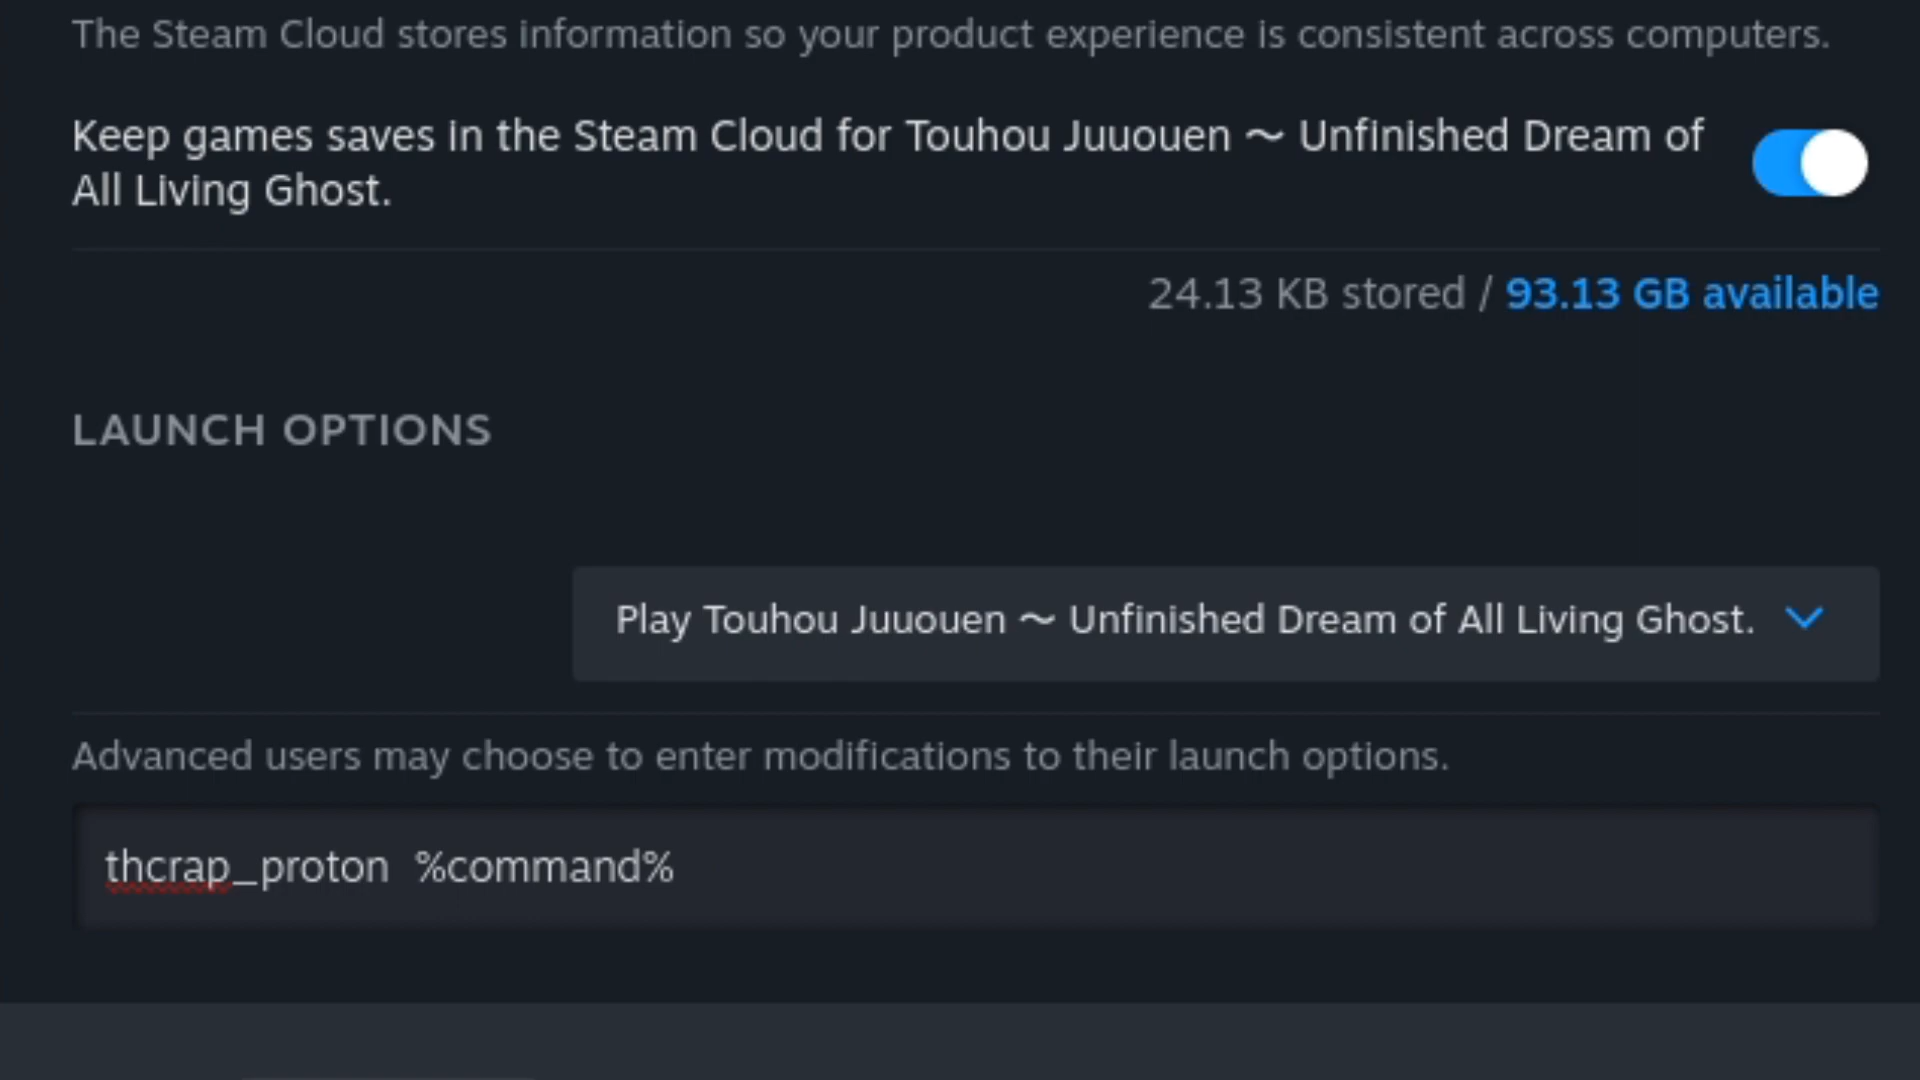 The Steam Cloud stores information so your product experience is consistent across computers.
Keep games saves in the Steam Cloud for Touhou Juuouen ～ Unfinished Dream of
All Living Ghost.
24.13 KB stored / 93.13 GB available
LAUNCH OPTIONS
Play Touhou Juuouen ～ Unfinished Dream of All Living Ghost.
Advanced users may choose to enter modifications to their launch options.
thcrap_proton  %command%